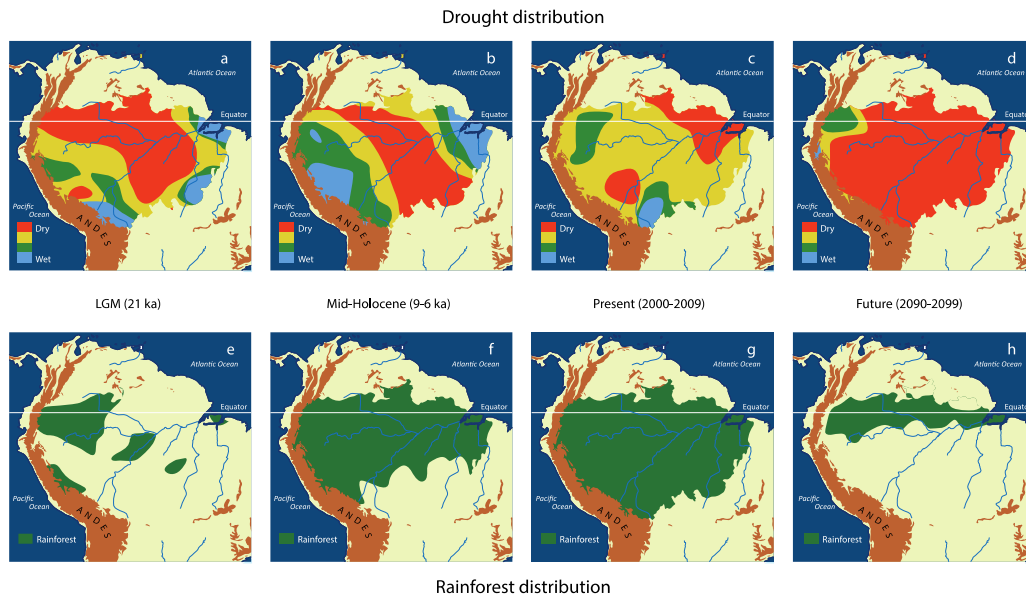 Drought distribution
a
Atlantic Ocean
Equator
Pacific
Ocean
ANDES
Dry
Wet
b
Atlantic Ocean
Equator
Pacific
Ocean
ANDES
Dry
Wet
c
Atlantic Ocean
Equator
Pacific
Ocean
ANDES
Dry
Wet
d
Atlantic Ocean
Equator
Pacific
Ocean
ANDES
Dry
Wet
LGM (21 ka)
Mid-Holocene (9-6 ka)
Present (2000-2009)
Future (2090-2099)
e
Atlantic Ocean
Equator
Pacific
Ocean
ANDES
Rainforest
f
Atlantic Ocean
Equator
Pacific
Ocean
ANDES
Rainforest
g
Atlantic Ocean
Equator
Pacific
Ocean
ANDES
Rainforest
h
Atlantic Ocean
Equator
Pacific
Ocean
ANDES
Rainforest
Rainforest distribution